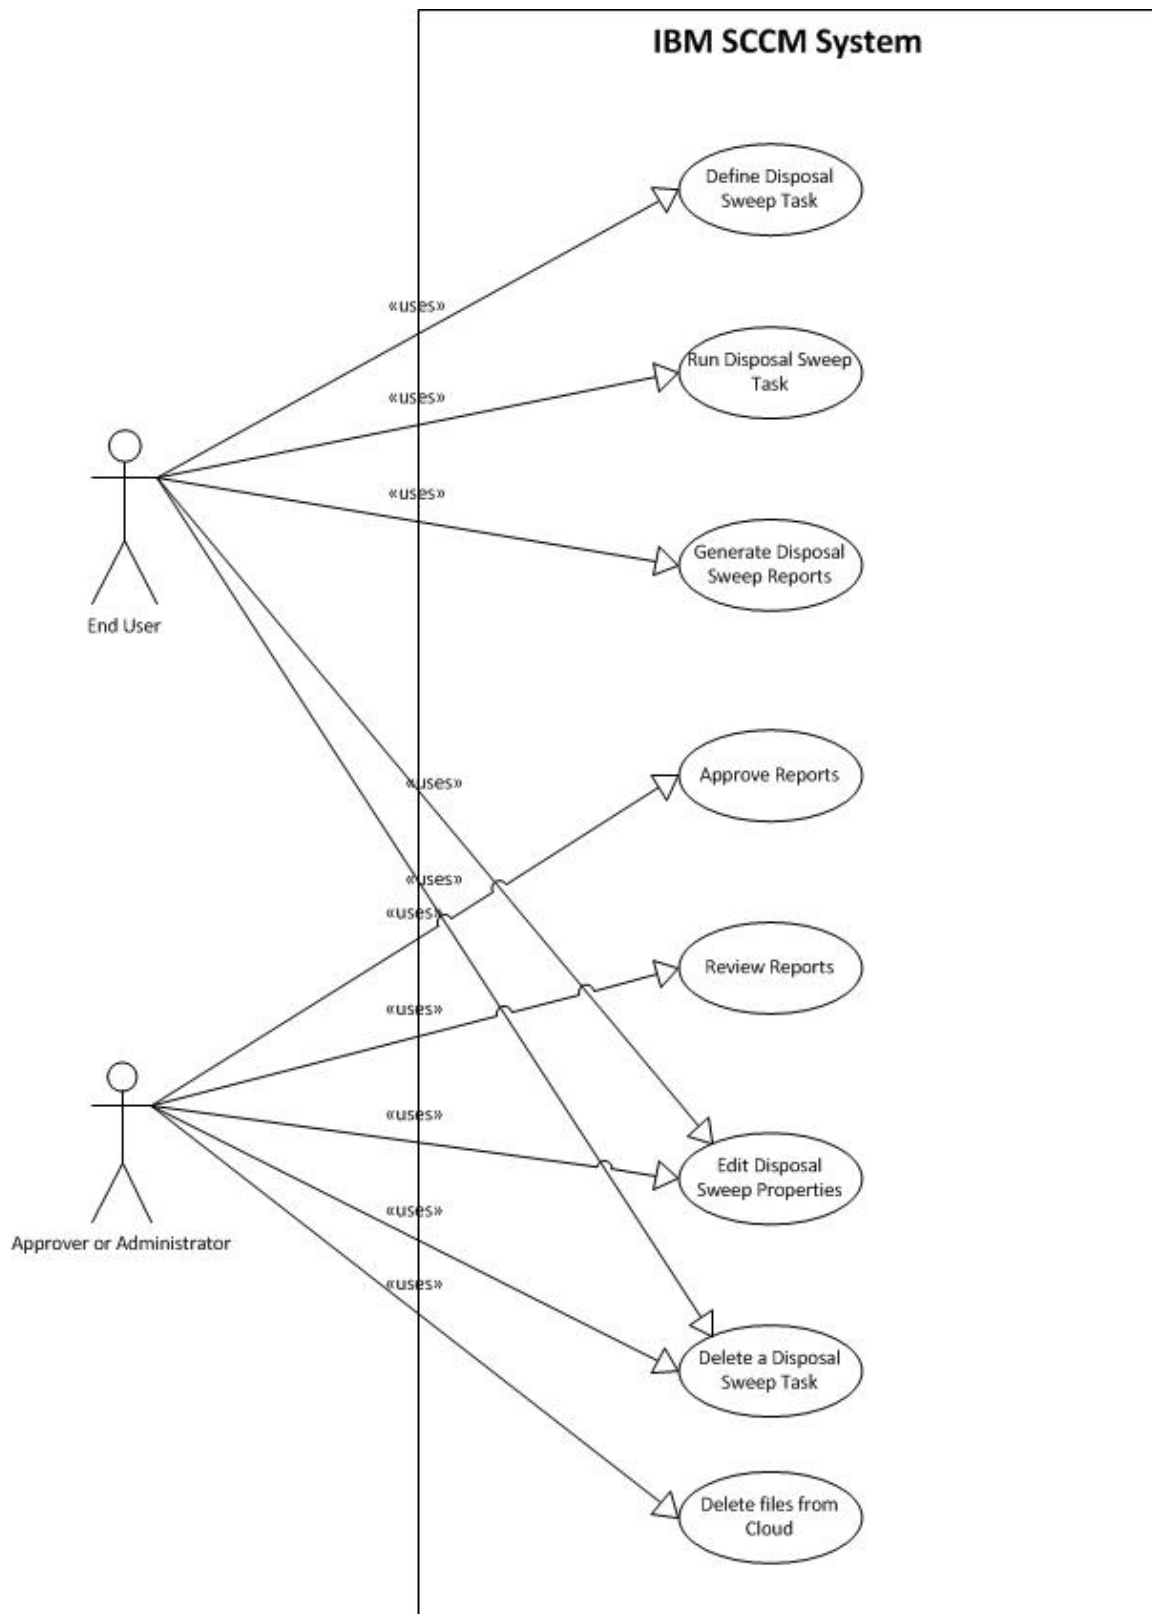 IBM SCCM System
Define Disposal
Sweep Task
«uses»
Run Disposal Sweep
Task
«uses»
«uses»
Generate Disposal
Sweep Reports
End User
«uses»
Approve Reports
«uses»
«uses»
Review Reports
«uses»
«uses»
Edit Disposal
Sweep Properties
«uses»
Approver or Administrator
«uses»
Delete a Disposal
Sweep Task
Delete files from
Cloud